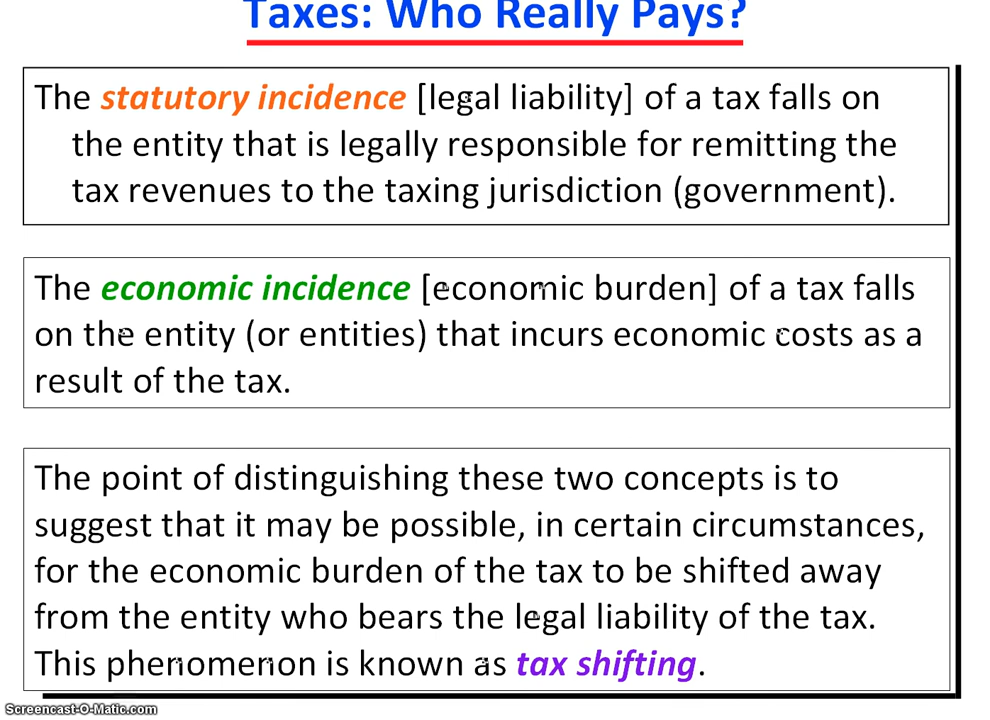 Taxes: Who Really Pays?
The statutory incidence [legal liability] of a tax falls on
the entity that is legally responsible for remitting the
tax revenues to the taxing jurisdiction (government).
The economic incidence [economic burden] of a tax falls
on the entity (or entities) that incurs economic costs as a
result of the tax.
The point of distinguishing these two concepts is to
suggest that it may be possible, in certain circumstances,
for the economic burden of the tax to be shifted away
from the entity who bears the legal liability of the tax.
This phenomenon is known as tax shifting.
Screencast-O-Matic.com